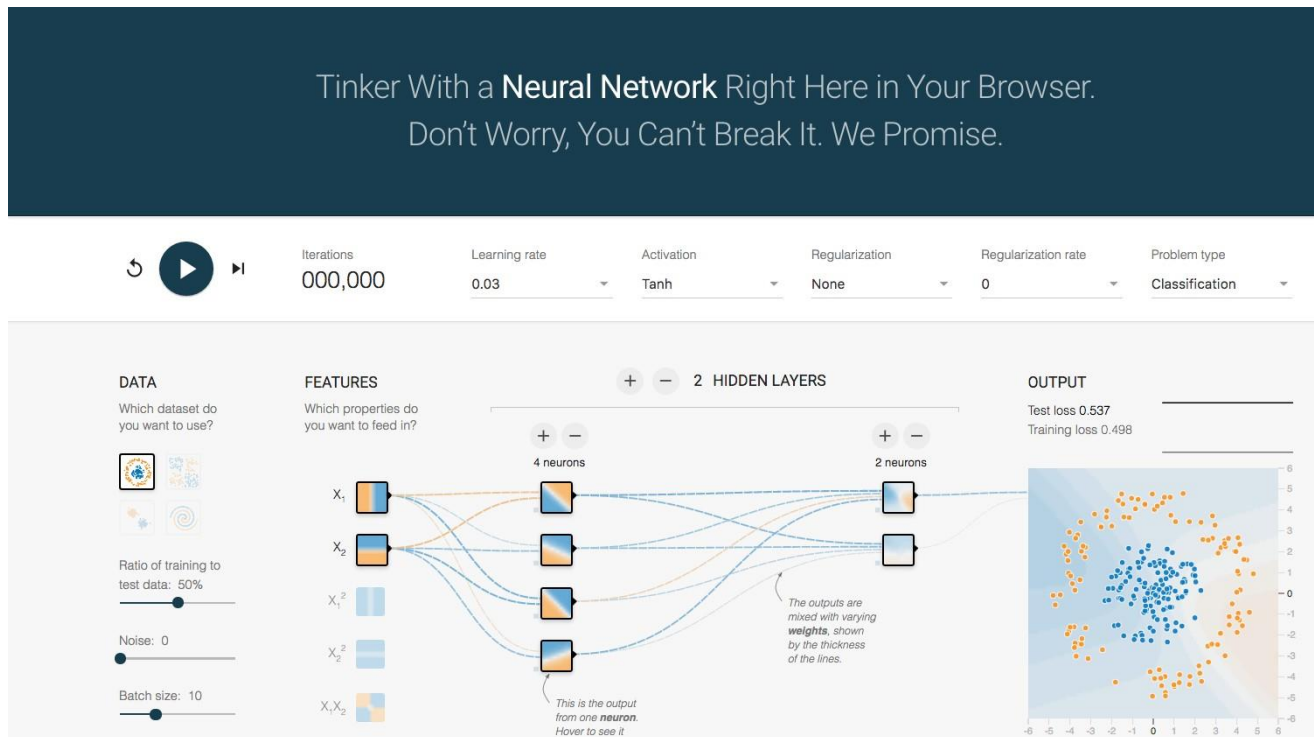 Tinker With a Neural Network Right Here in Your Browser.
Don't Worry, You Can't Break It. We Promise.
Iterations
000,000
Learning rate
0.03
Activation
Tanh
Regularization
None
Regularization rate
0
Problem type
Classification
DATA
Which dataset do
you want to use?
Ratio of training to
test data: 50%
Noise: 0
Batch size: 10
FEATURES
Which properties do
you want to feed in?
X₁
X₂
X₁²
X₂²
X₁X₂
+ − 2 HIDDEN LAYERS
+ −
4 neurons
+ −
2 neurons
This is the output
from one neuron.
Hover to see it
The outputs are
mixed with varying
weights, shown
by the thickness
of the lines.
OUTPUT
Test loss 0.537
Training loss 0.498
6
5
4
3
2
1
0
-1
-2
-3
-4
-5
-6
-6 -5 -4 -3 -2 -1 0 1 2 3 4 5 6